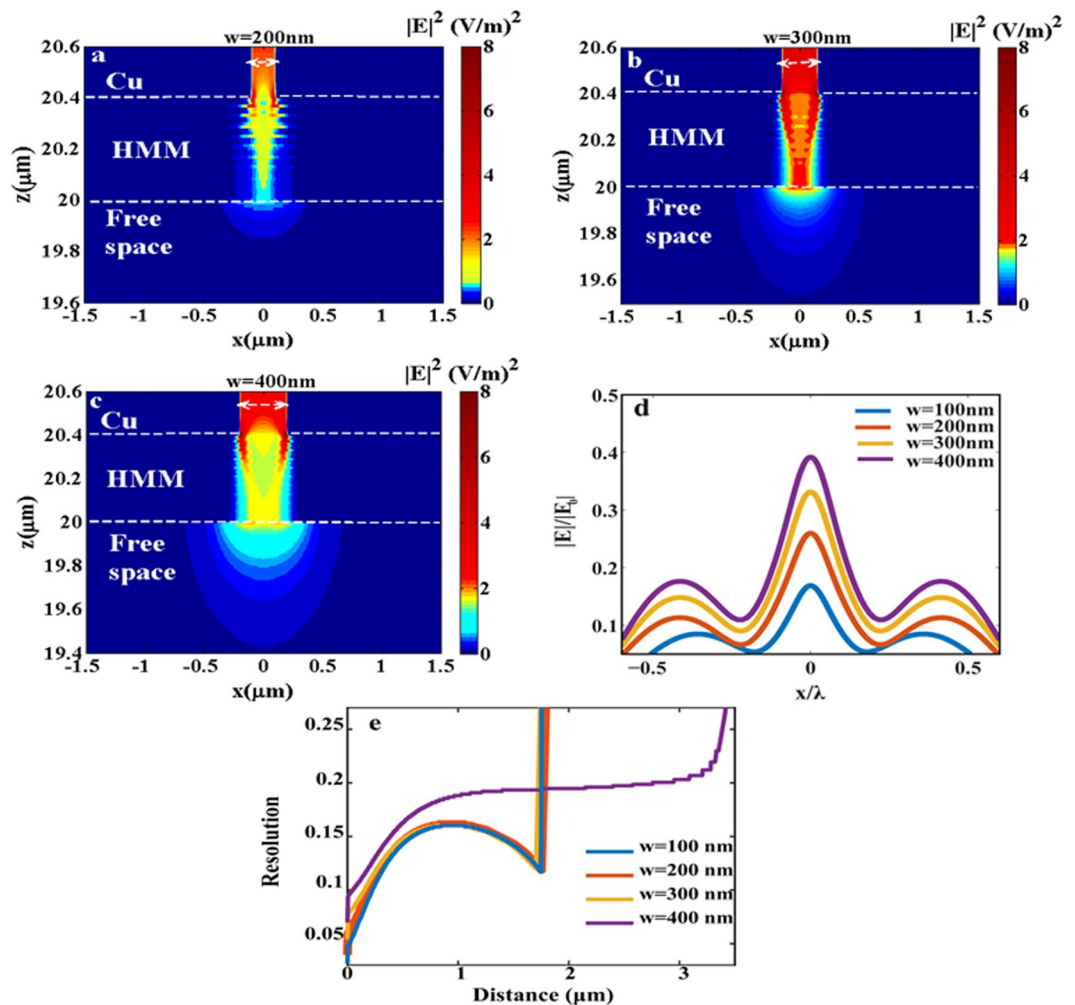 |E|² (V/m)²
w=200nm
a
Cu
HMM
Free
space
20.6
20.4
20.2
20
19.8
19.6
z(μm)
-1.5
-1
-0.5
0
0.5
1
1.5
x(μm)
8
6
4
2
0
|E|² (V/m)²
w=300nm
b
Cu
HMM
Free
space
20.6
20.4
20.2
20
19.8
19.6
z(μm)
-1.5
-1
-0.5
0
0.5
1
1.5
x(μm)
8
6
4
2
0
|E|² (V/m)²
w=400nm
c
Cu
HMM
Free
space
20.6
20.4
20.2
20
19.8
19.6
19.4
z(μm)
-1.5
-1
-0.5
0
0.5
1
1.5
x(μm)
8
6
4
2
0
d
w=100nm
w=200nm
w=300nm
w=400nm
0.5
0.4
0.3
0.2
0.1
|E|/|E₀|
−0.5
0
0.5
x/λ
e
0.25
0.2
0.15
0.1
0.05
Resolution
w=100 nm
w=200 nm
w=300 nm
w=400 nm
0
1
2
3
Distance (μm)